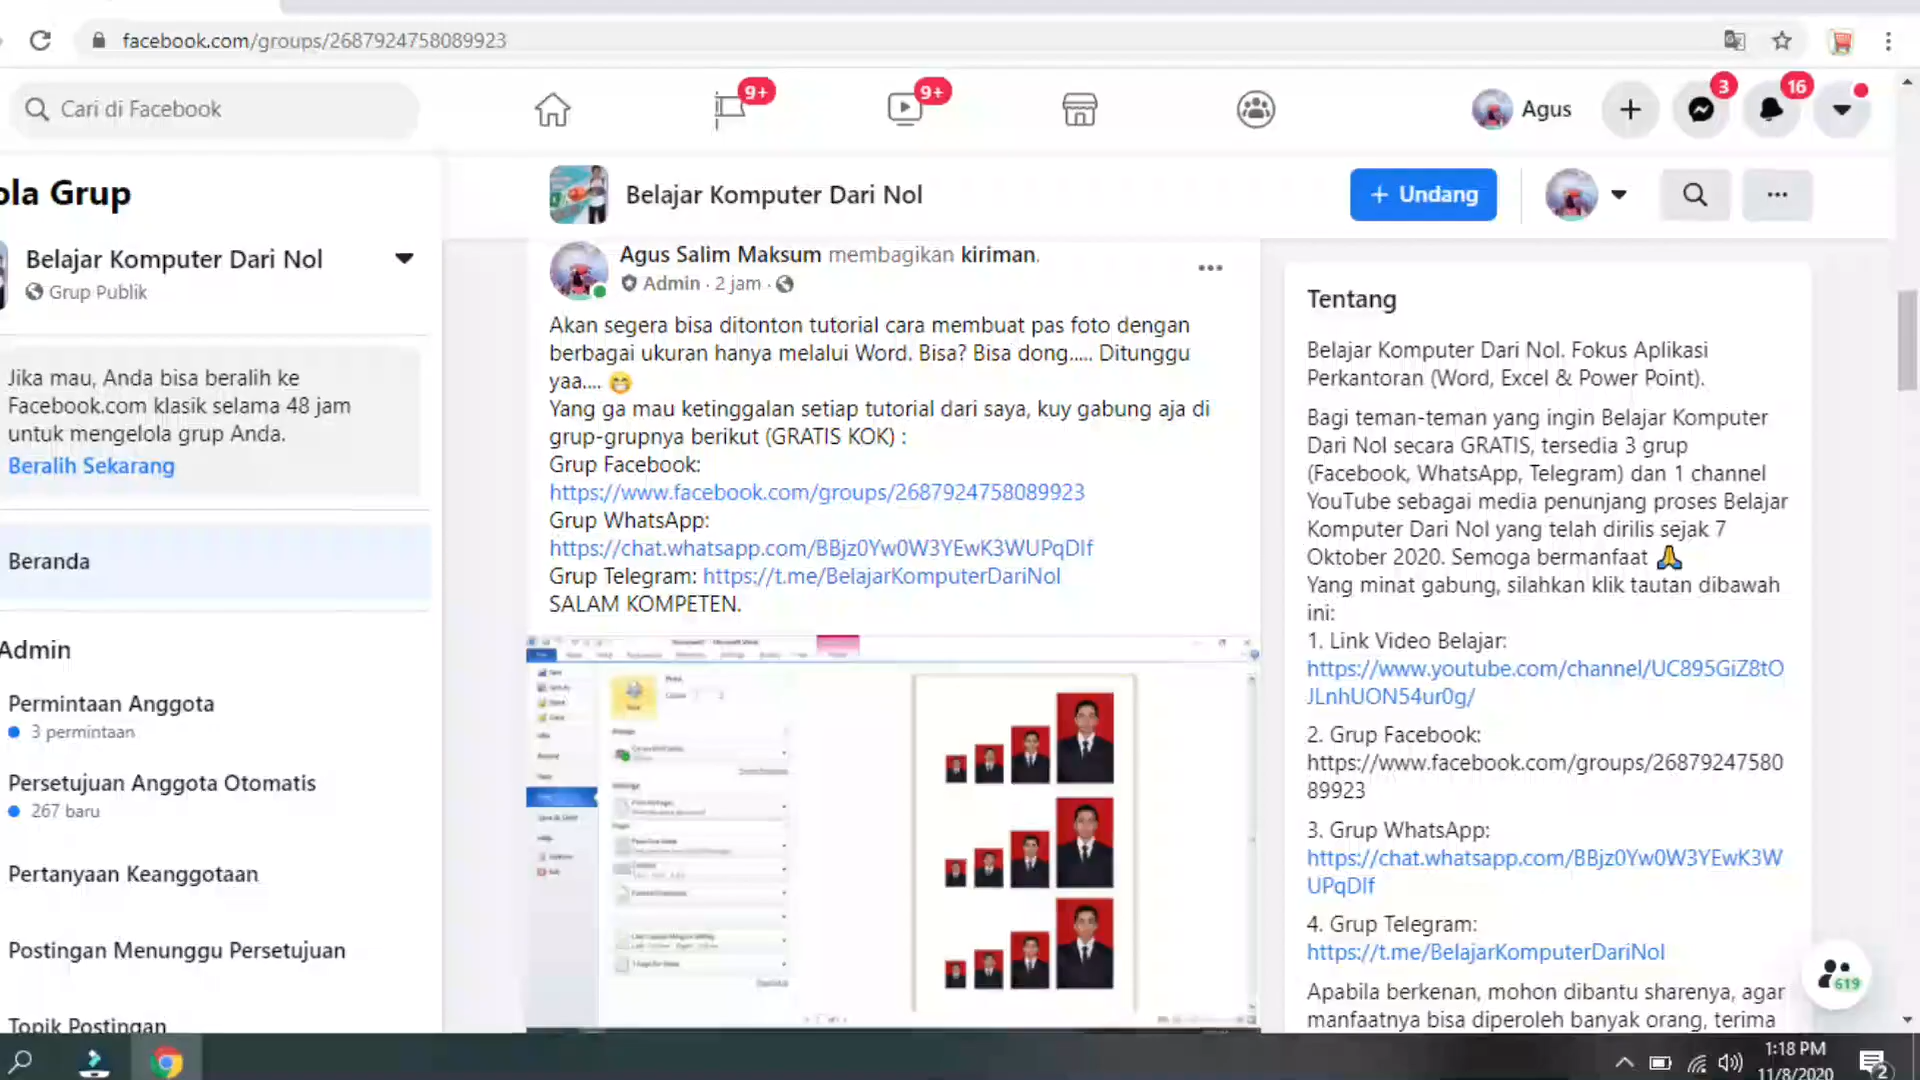 facebook.com/groups/2687924758089923
Cari di Facebook
9+
9+
Agus
3
16
ola Grup
Belajar Komputer Dari Nol
Grup Publik
Jika mau, Anda bisa beralih ke
Facebook.com klasik selama 48 jam
untuk mengelola grup Anda.
Beralih Sekarang
Beranda
Admin
Permintaan Anggota
3 permintaan
Persetujuan Anggota Otomatis
267 baru
Pertanyaan Keanggotaan
Postingan Menunggu Persetujuan
Topik Postingan
Belajar Komputer Dari Nol
+ Undang
Agus Salim Maksum membagikan kiriman.
Admin · 2 jam ·
Akan segera bisa ditonton tutorial cara membuat pas foto dengan
berbagai ukuran hanya melalui Word. Bisa? Bisa dong..... Ditunggu
yaa.... 😁
Yang ga mau ketinggalan setiap tutorial dari saya, kuy gabung aja di
grup-grupnya berikut (GRATIS KOK) :
Grup Facebook:
https://www.facebook.com/groups/2687924758089923
Grup WhatsApp:
https://chat.whatsapp.com/BBjz0Yw0W3YEwK3WUPqDIf
Grup Telegram: https://t.me/BelajarKomputerDariNol
SALAM KOMPETEN.
Tentang
Belajar Komputer Dari Nol. Fokus Aplikasi
Perkantoran (Word, Excel & Power Point).
Bagi teman-teman yang ingin Belajar Komputer
Dari Nol secara GRATIS, tersedia 3 grup
(Facebook, WhatsApp, Telegram) dan 1 channel
YouTube sebagai media penunjang proses Belajar
Komputer Dari Nol yang telah dirilis sejak 7
Oktober 2020. Semoga bermanfaat 🙏
Yang minat gabung, silahkan klik tautan dibawah
ini:
1. Link Video Belajar:
https://www.youtube.com/channel/UC895GiZ8tO
JLnhUON54ur0g/
2. Grup Facebook:
https://www.facebook.com/groups/26879247580
89923
3. Grup WhatsApp:
https://chat.whatsapp.com/BBjz0Yw0W3YEwK3W
UPqDIf
4. Grup Telegram:
https://t.me/BelajarKomputerDariNol
Apabila berkenan, mohon dibantu sharenya, agar
manfaatnya bisa diperoleh banyak orang, terima
619
1:18 PM
11/8/2020
2